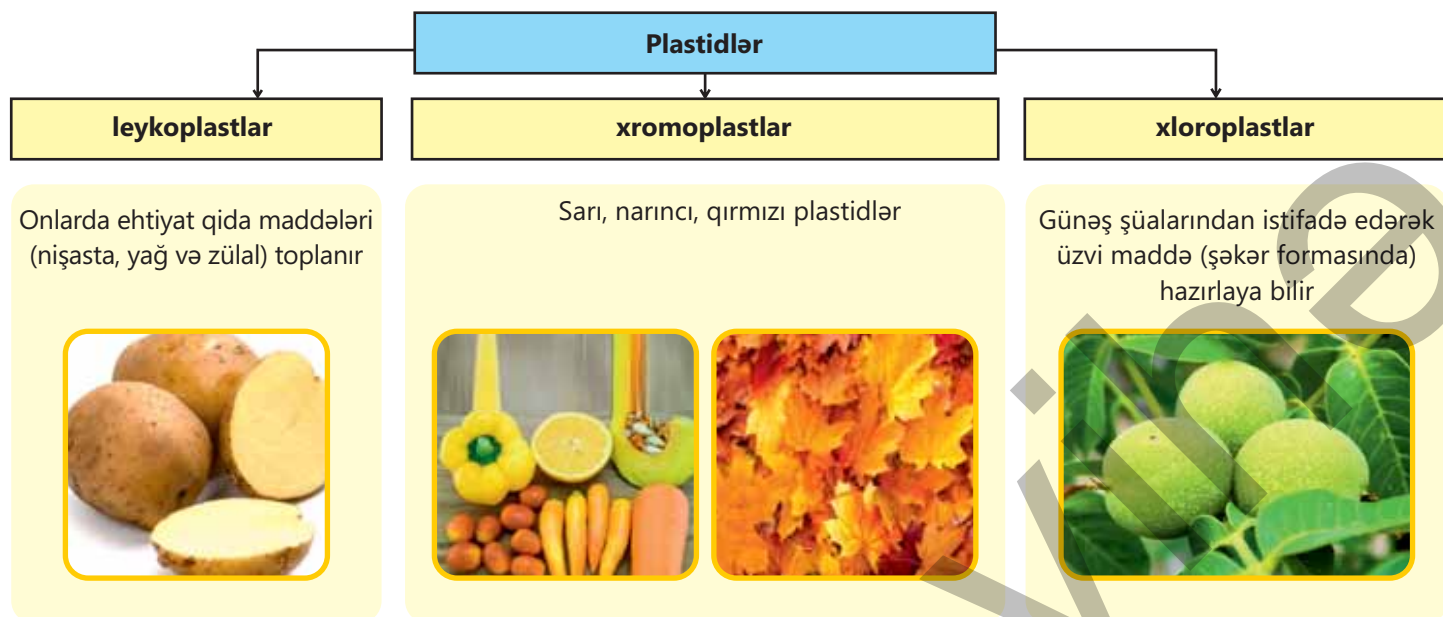 Plastidlər
leykoplastlar
xromoplastlar
xloroplastlar
Onlarda ehtiyat qida maddələri
(nişasta, yağ və zülal) toplanır
Sarı, narıncı, qırmızı plastidlər
Günəş şüalarından istifadə edərək
üzvi maddə (şəkər formasında)
hazırlaya bilir